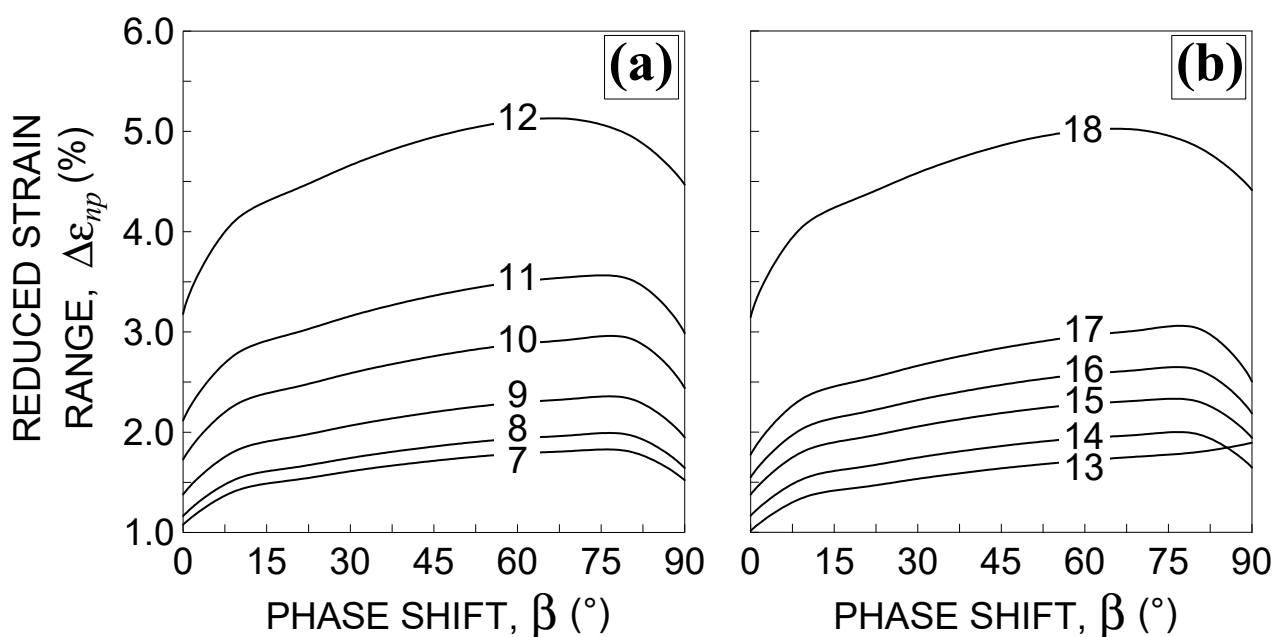 REDUCED STRAIN
RANGE, Δε_np (%)
6.0
5.0
4.0
3.0
2.0
1.0
(a)
12
11
10
9
8
7
0 15 30 45 60 75 90
PHASE SHIFT, β (°)
(b)
18
17
16
15
14
13
0 15 30 45 60 75 90
PHASE SHIFT, β (°)